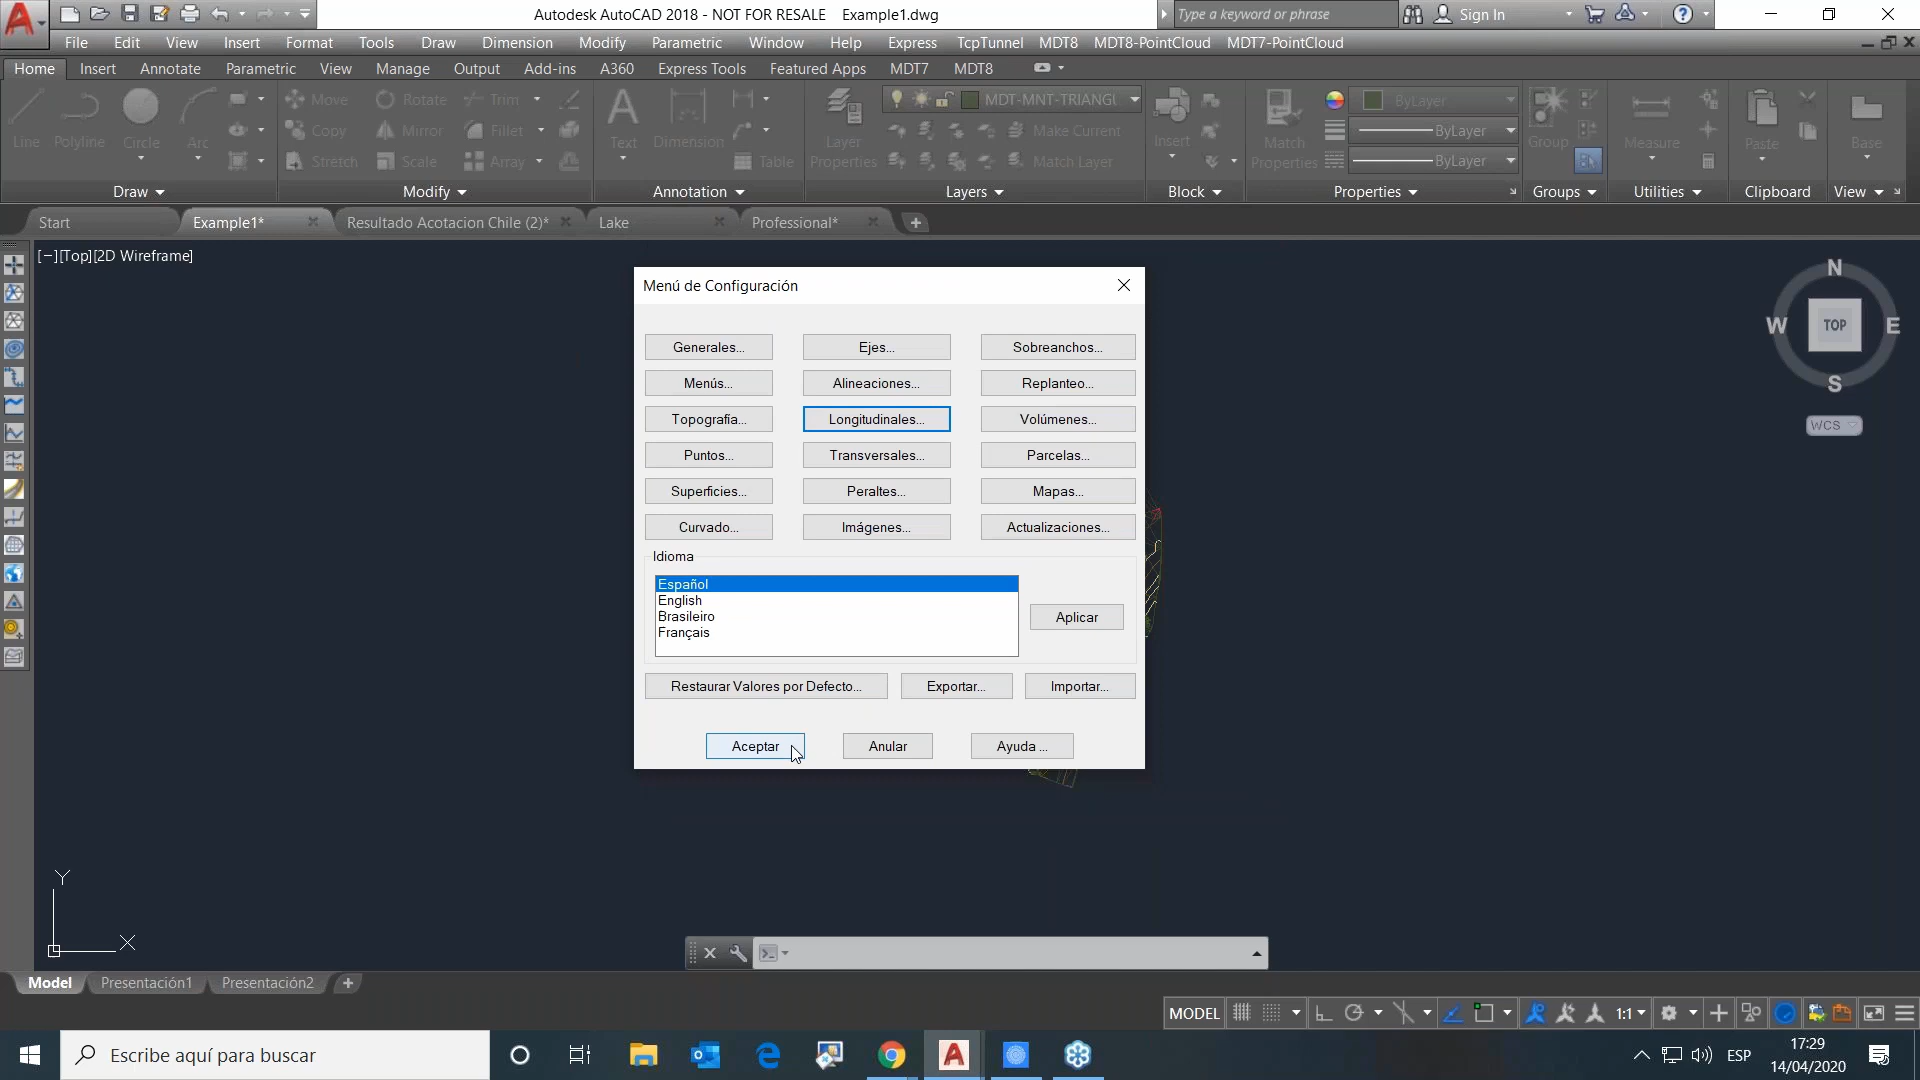 Autodesk AutoCAD 2018 - NOT FOR RESALE Example1.dwg
Type a keyword or phrase
Sign In
File Edit View Insert Format Tools Draw Dimension Modify Parametric Window Help Express TcpTunnel MDT8 MDT8-PointCloud MDT7-PointCloud
Home Insert Annotate Parametric View Manage Output Add-ins A360 Express Tools Featured Apps MDT7 MDT8
Line Polyline Circle Arc
Move Rotate Trim
Copy Mirror Fillet
Stretch Scale Array
Text Dimension Table
Layer Properties
MDT-MNT-TRIANGU
Make Current
Match Layer
Insert
Match Properties
ByLayer
ByLayer
ByLayer
Group Measure Paste Base
Draw Modify Annotation Layers Block Properties Groups Utilities Clipboard View
Start Example1* Resultado Acotacion Chile (2)* Lake Professional*
[−][Top][2D Wireframe]
N
W TOP E
S
WCS
Menú de Configuración
Generales... Ejes... Sobreanchos...
Menús... Alineaciones... Replanteo...
Topografía... Longitudinales... Volúmenes...
Puntos... Transversales... Parcelas...
Superficies... Peraltes... Mapas...
Curvado... Imágenes... Actualizaciones...
Idioma
Español
English
Brasileiro
Français
Aplicar
Restaurar Valores por Defecto... Exportar... Importar...
Aceptar Anular Ayuda ...
Y
X
Model Presentación1 Presentación2
MODEL 1:1
Escribe aquí para buscar
ESP
17:29
14/04/2020